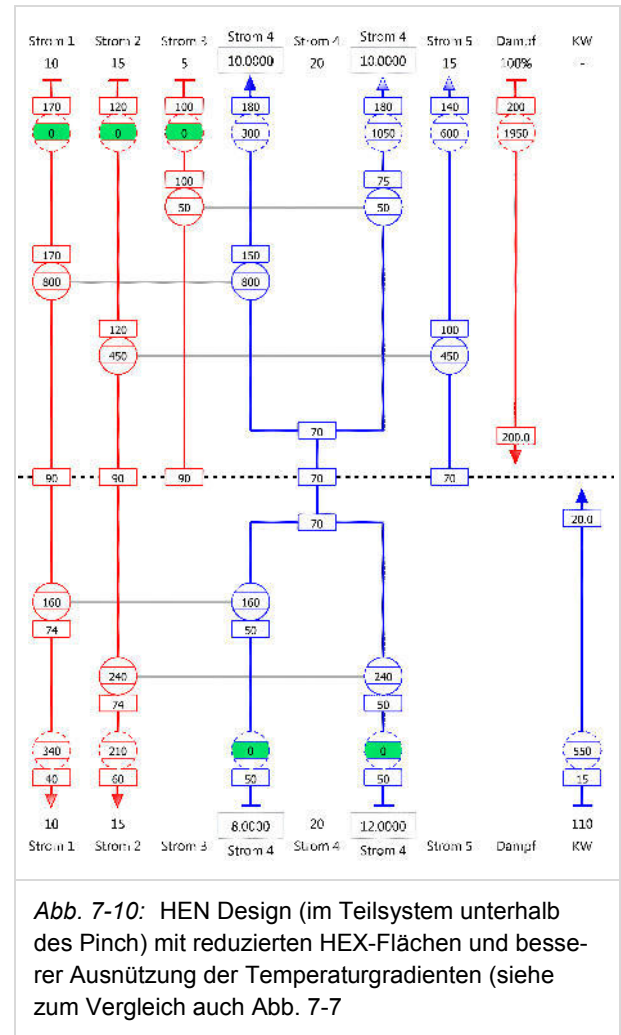 Strom 1 Strom 2 Strom 3 Strom 4 Strom 4 Strom 4 Strom 5 Dampf KW
10 15 5 10.0000 20 10.0000 15 100% -
170 120 100 180 180 140 200
0 0 0 300 1050 600 1950
100 75
50 50
170 150
800 800
120 100
450 450
70
200.0
90 90 90 70 70
70
20.0
160 160
74 50
240 240
74 50
340 210 0 0 550
40 60 50 50 15
10 15 8.0000 20 12.0000 110
Strom 1 Strom 2 Strom 3 Strom 4 Strom 4 Strom 4 Strom 5 Dampf KW
Abb. 7-10: HEN Design (im Teilsystem unterhalb
des Pinch) mit reduzierten HEX-Flächen und besse-
rer Ausnützung der Temperaturgradienten (siehe
zum Vergleich auch Abb. 7-7